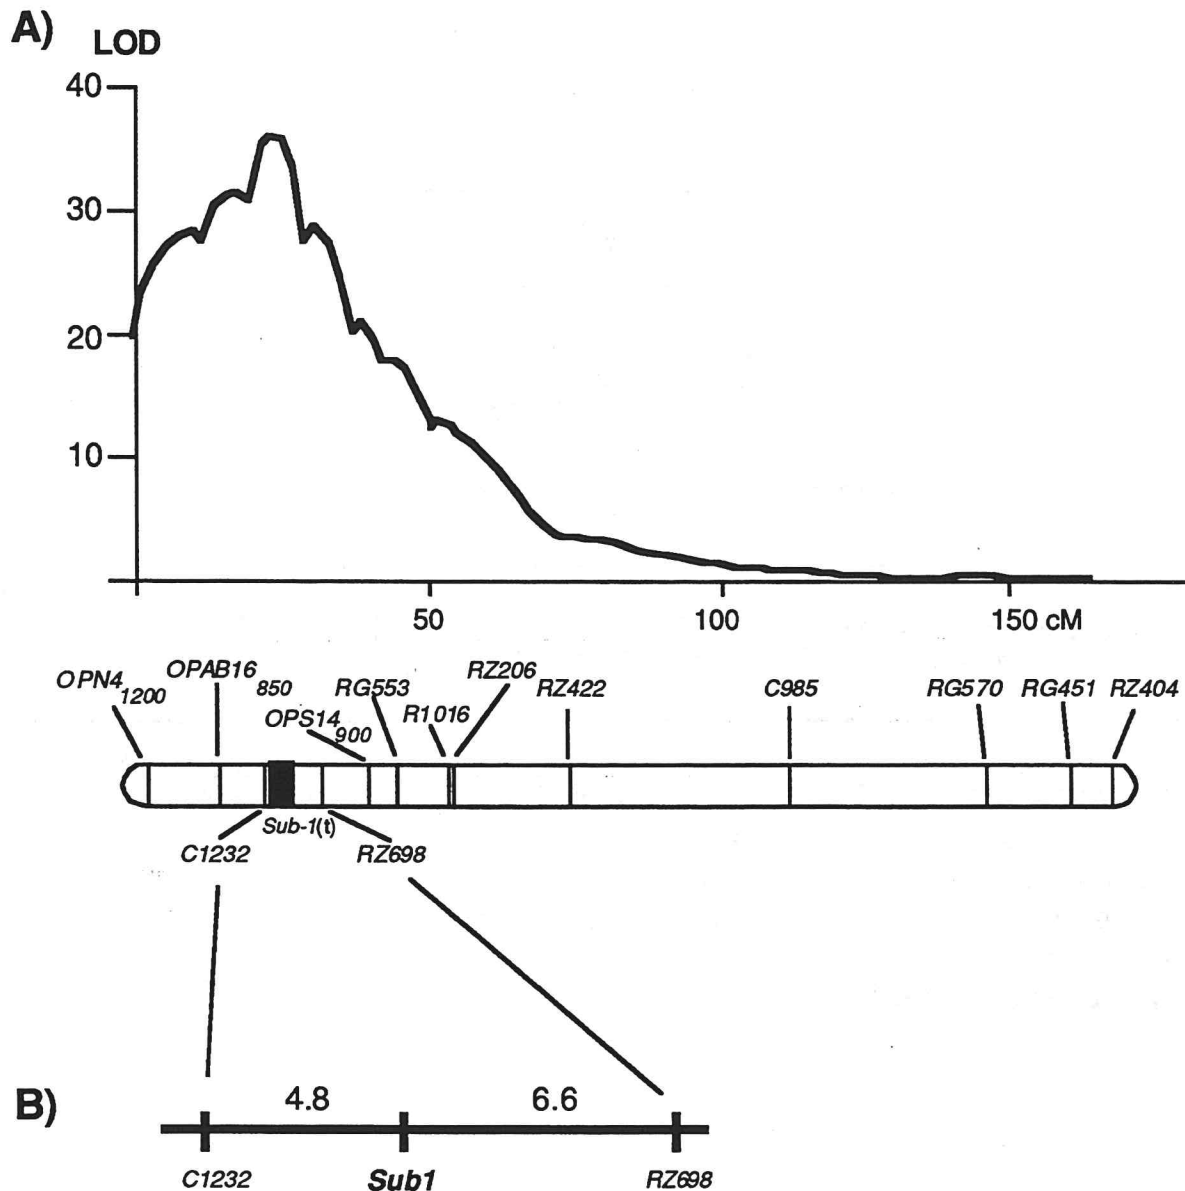 A)
LOD
40
30
20
10
50 100 150 cM
OPN4 1200 OPAB16 850 OPS14 900 RG553 R1016 RZ206 RZ422 C985 RG570 RG451 RZ404
Sub-1(t)
C1232 RZ698
B)
4.8 6.6
C1232 Sub1 RZ698